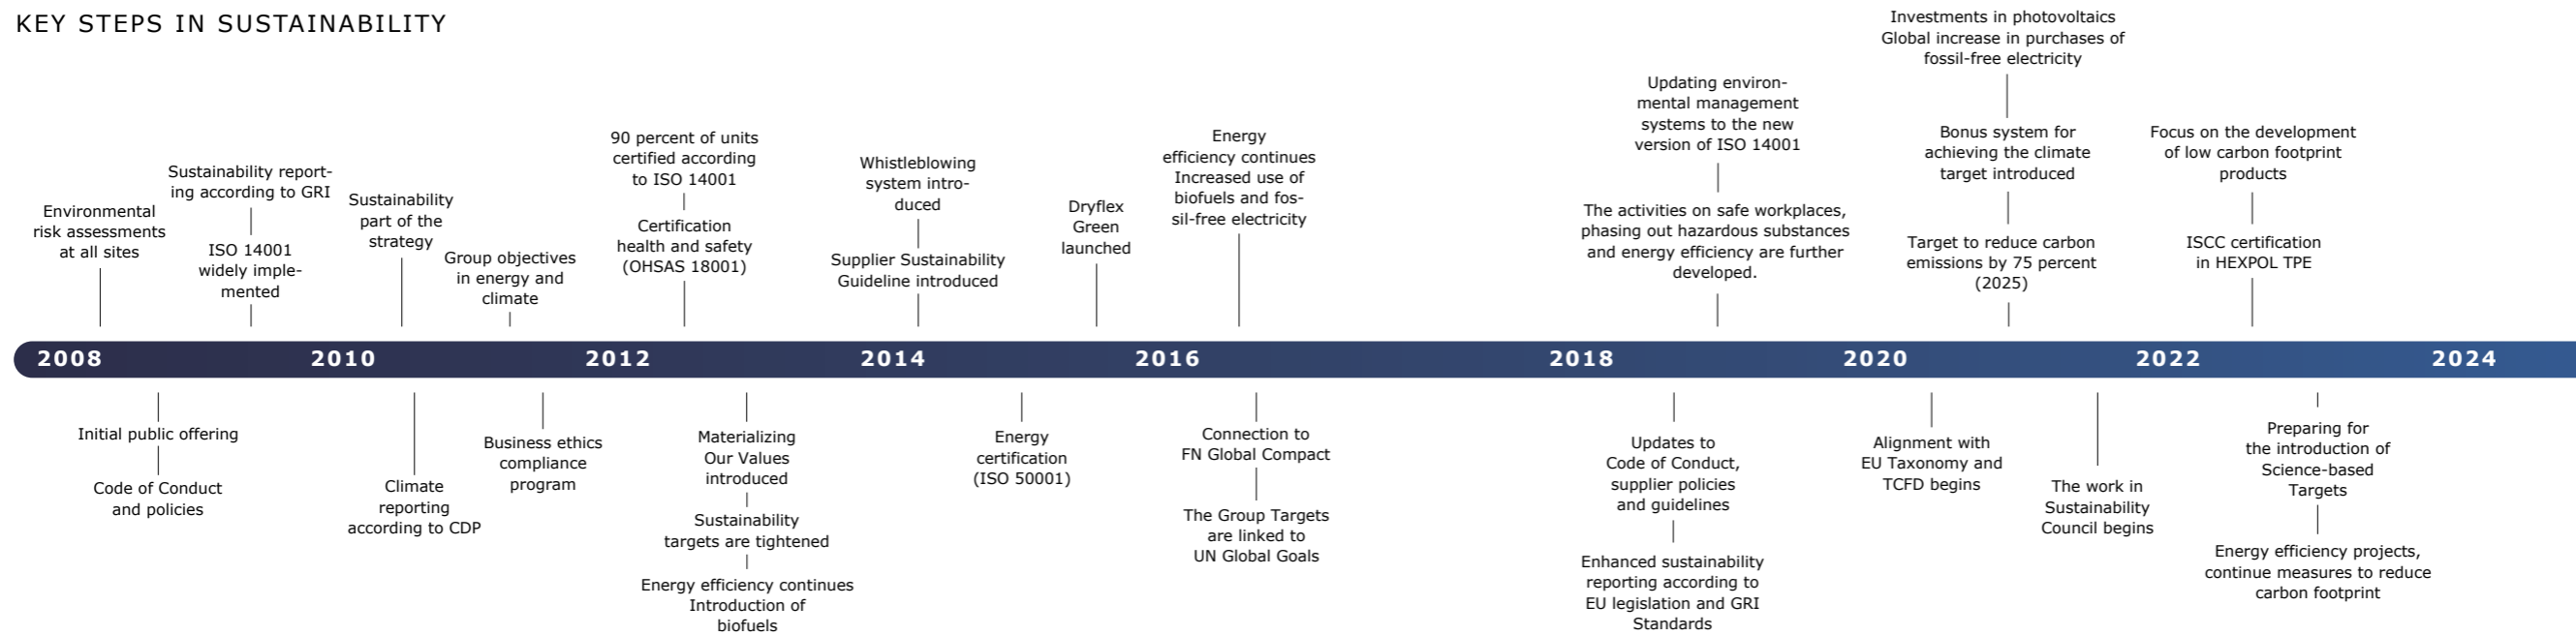 KEY STEPS IN SUSTAINABILITY
Environmental
risk assessments
at all sites
Sustainability report-
ing according to GRI
ISO 14001
widely imple-
mented
Sustainability
part of the
strategy
Group objectives
in energy and
climate
90 percent of units
certified according
to ISO 14001
Certification
health and safety
(OHSAS 18001)
Whistleblowing
system intro-
duced
Supplier Sustainability
Guideline introduced
Dryflex
Green
launched
Energy
efficiency continues
Increased use of
biofuels and fos-
sil-free electricity
Updating environ-
mental management
systems to the new
version of ISO 14001
The activities on safe workplaces,
phasing out hazardous substances
and energy efficiency are further
developed.
Investments in photovoltaics
Global increase in purchases of
fossil-free electricity
Bonus system for
achieving the climate
target introduced
Target to reduce carbon
emissions by 75 percent
(2025)
Focus on the development
of low carbon footprint
products
ISCC certification
in HEXPOL TPE
2008 2010 2012 2014 2016 2018 2020 2022 2024
Initial public offering
Code of Conduct
and policies
Climate
reporting
according to CDP
Business ethics
compliance
program
Materializing
Our Values
introduced
Sustainability
targets are tightened
Energy efficiency continues
Introduction of
biofuels
Energy
certification
(ISO 50001)
Connection to
FN Global Compact
The Group Targets
are linked to
UN Global Goals
Updates to
Code of Conduct,
supplier policies
and guidelines
Enhanced sustainability
reporting according to
EU legislation and GRI
Standards
Alignment with
EU Taxonomy and
TCFD begins
The work in
Sustainability
Council begins
Preparing for
the introduction of
Science-based
Targets
Energy efficiency projects,
continue measures to reduce
carbon footprint